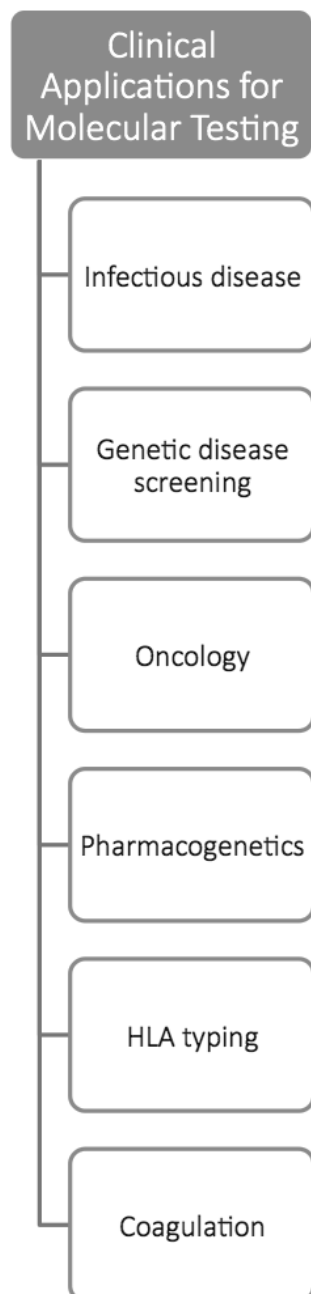 Clinical
Applications for
Molecular Testing
Infectious disease
Genetic disease
screening
Oncology
Pharmacogenetics
HLA typing
Coagulation